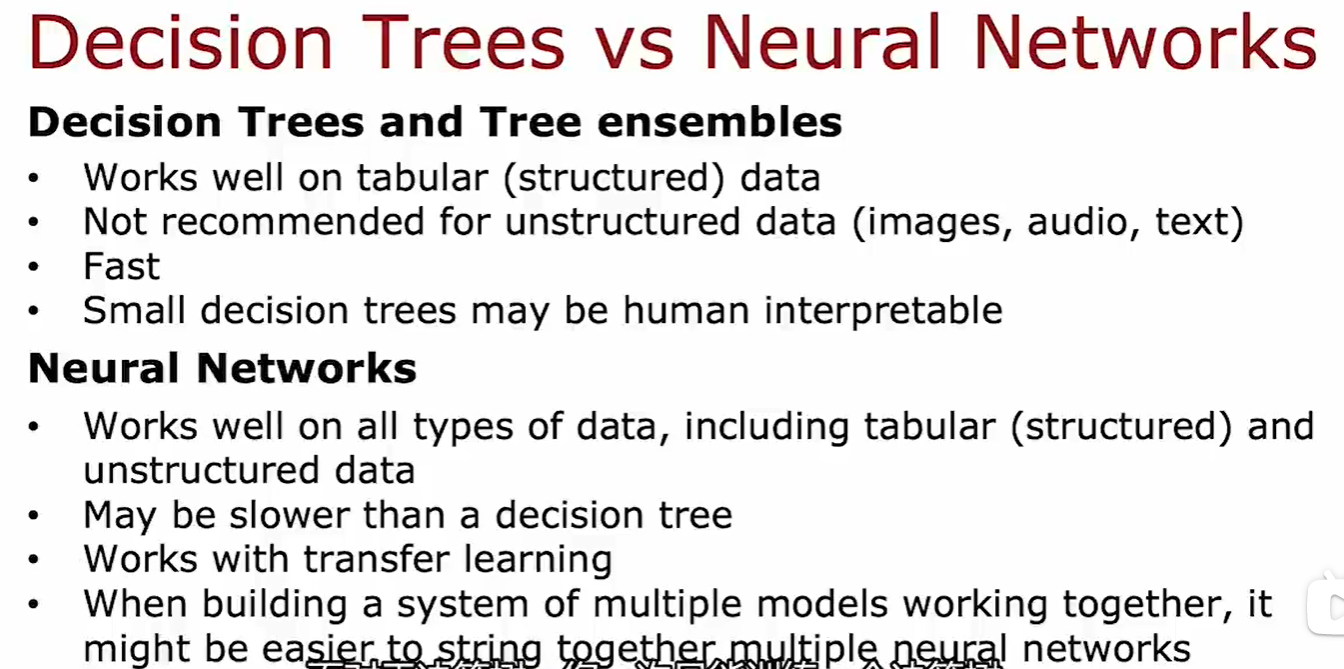 Decision Trees vs Neural Networks
Decision Trees and Tree ensembles
• Works well on tabular (structured) data
• Not recommended for unstructured data (images, audio, text)
• Fast
• Small decision trees may be human interpretable
Neural Networks
• Works well on all types of data, including tabular (structured) and
unstructured data
• May be slower than a decision tree
• Works with transfer learning
• When building a system of multiple models working together, it
might be easier to string together multiple neural networks